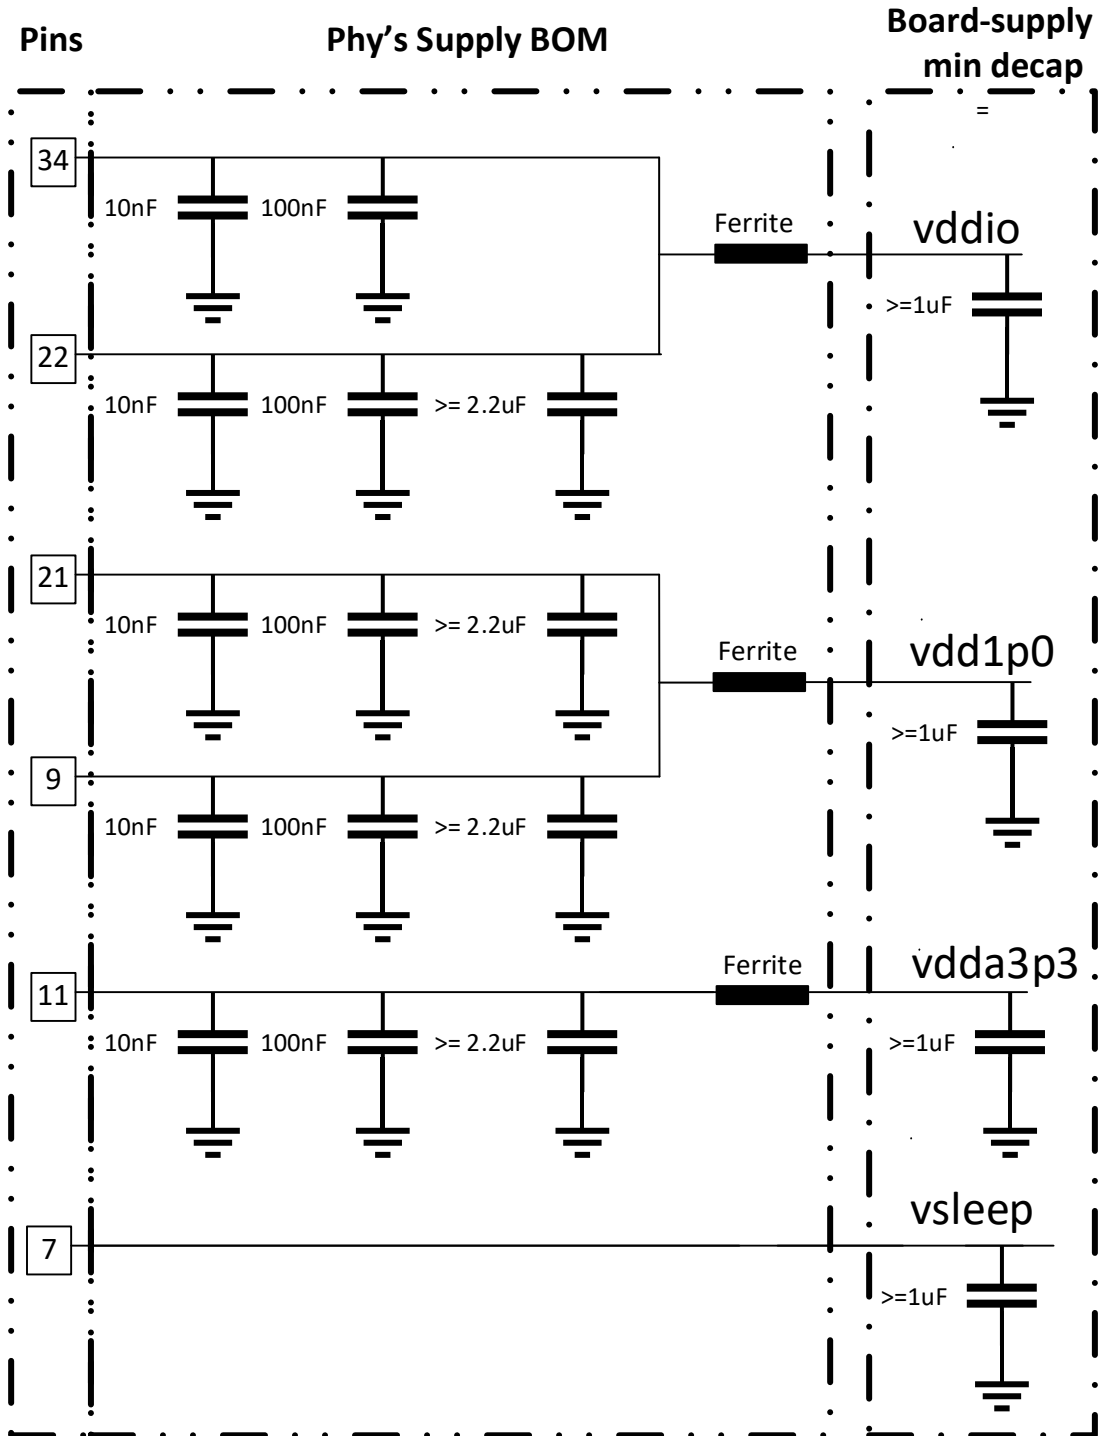 Pins
Phy's Supply BOM
Board-supply
min decap
=
34
10nF
100nF
Ferrite
vddio
>=1uF
22
10nF
100nF
>= 2.2uF
21
10nF
100nF
>= 2.2uF
Ferrite
vdd1p0
>=1uF
9
10nF
100nF
>= 2.2uF
11
10nF
100nF
>= 2.2uF
Ferrite
vdda3p3
>=1uF
7
vsleep
>=1uF